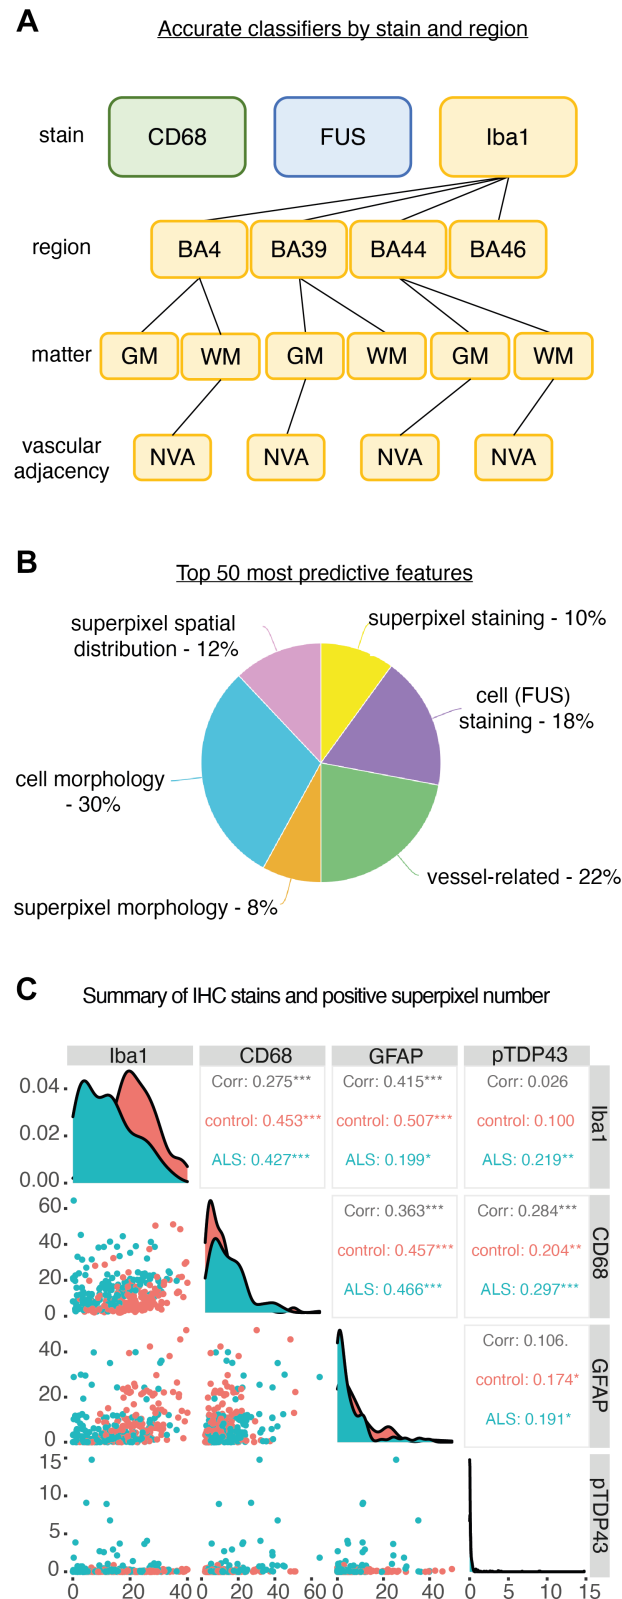 A
Accurate classifiers by stain and region
stain
CD68
FUS
Iba1
region
BA4
BA39
BA44
BA46
matter
GM
WM
GM
WM
GM
WM
vascular
adjacency
NVA
NVA
NVA
NVA
B
Top 50 most predictive features
superpixel spatial
distribution - 12%
superpixel staining - 10%
cell (FUS)
staining - 18%
cell morphology
- 30%
vessel-related - 22%
superpixel morphology - 8%
C
Summary of IHC stains and positive superpixel number
Iba1
CD68
GFAP
pTDP43
0.04
0.02
0.00
Corr: 0.275***
control: 0.453***
ALS: 0.427***
Corr: 0.415***
control: 0.507***
ALS: 0.199*
Corr: 0.026
control: 0.100
ALS: 0.219**
Iba1
60
40
20
0
Corr: 0.363***
control: 0.457***
ALS: 0.466***
Corr: 0.284***
control: 0.204**
ALS: 0.297***
CD68
40
20
0
Corr: 0.106.
control: 0.174*
ALS: 0.191*
GFAP
15
10
5
0
pTDP43
0 20 40
0 20 40 60
0 20 40
0 5 10 15